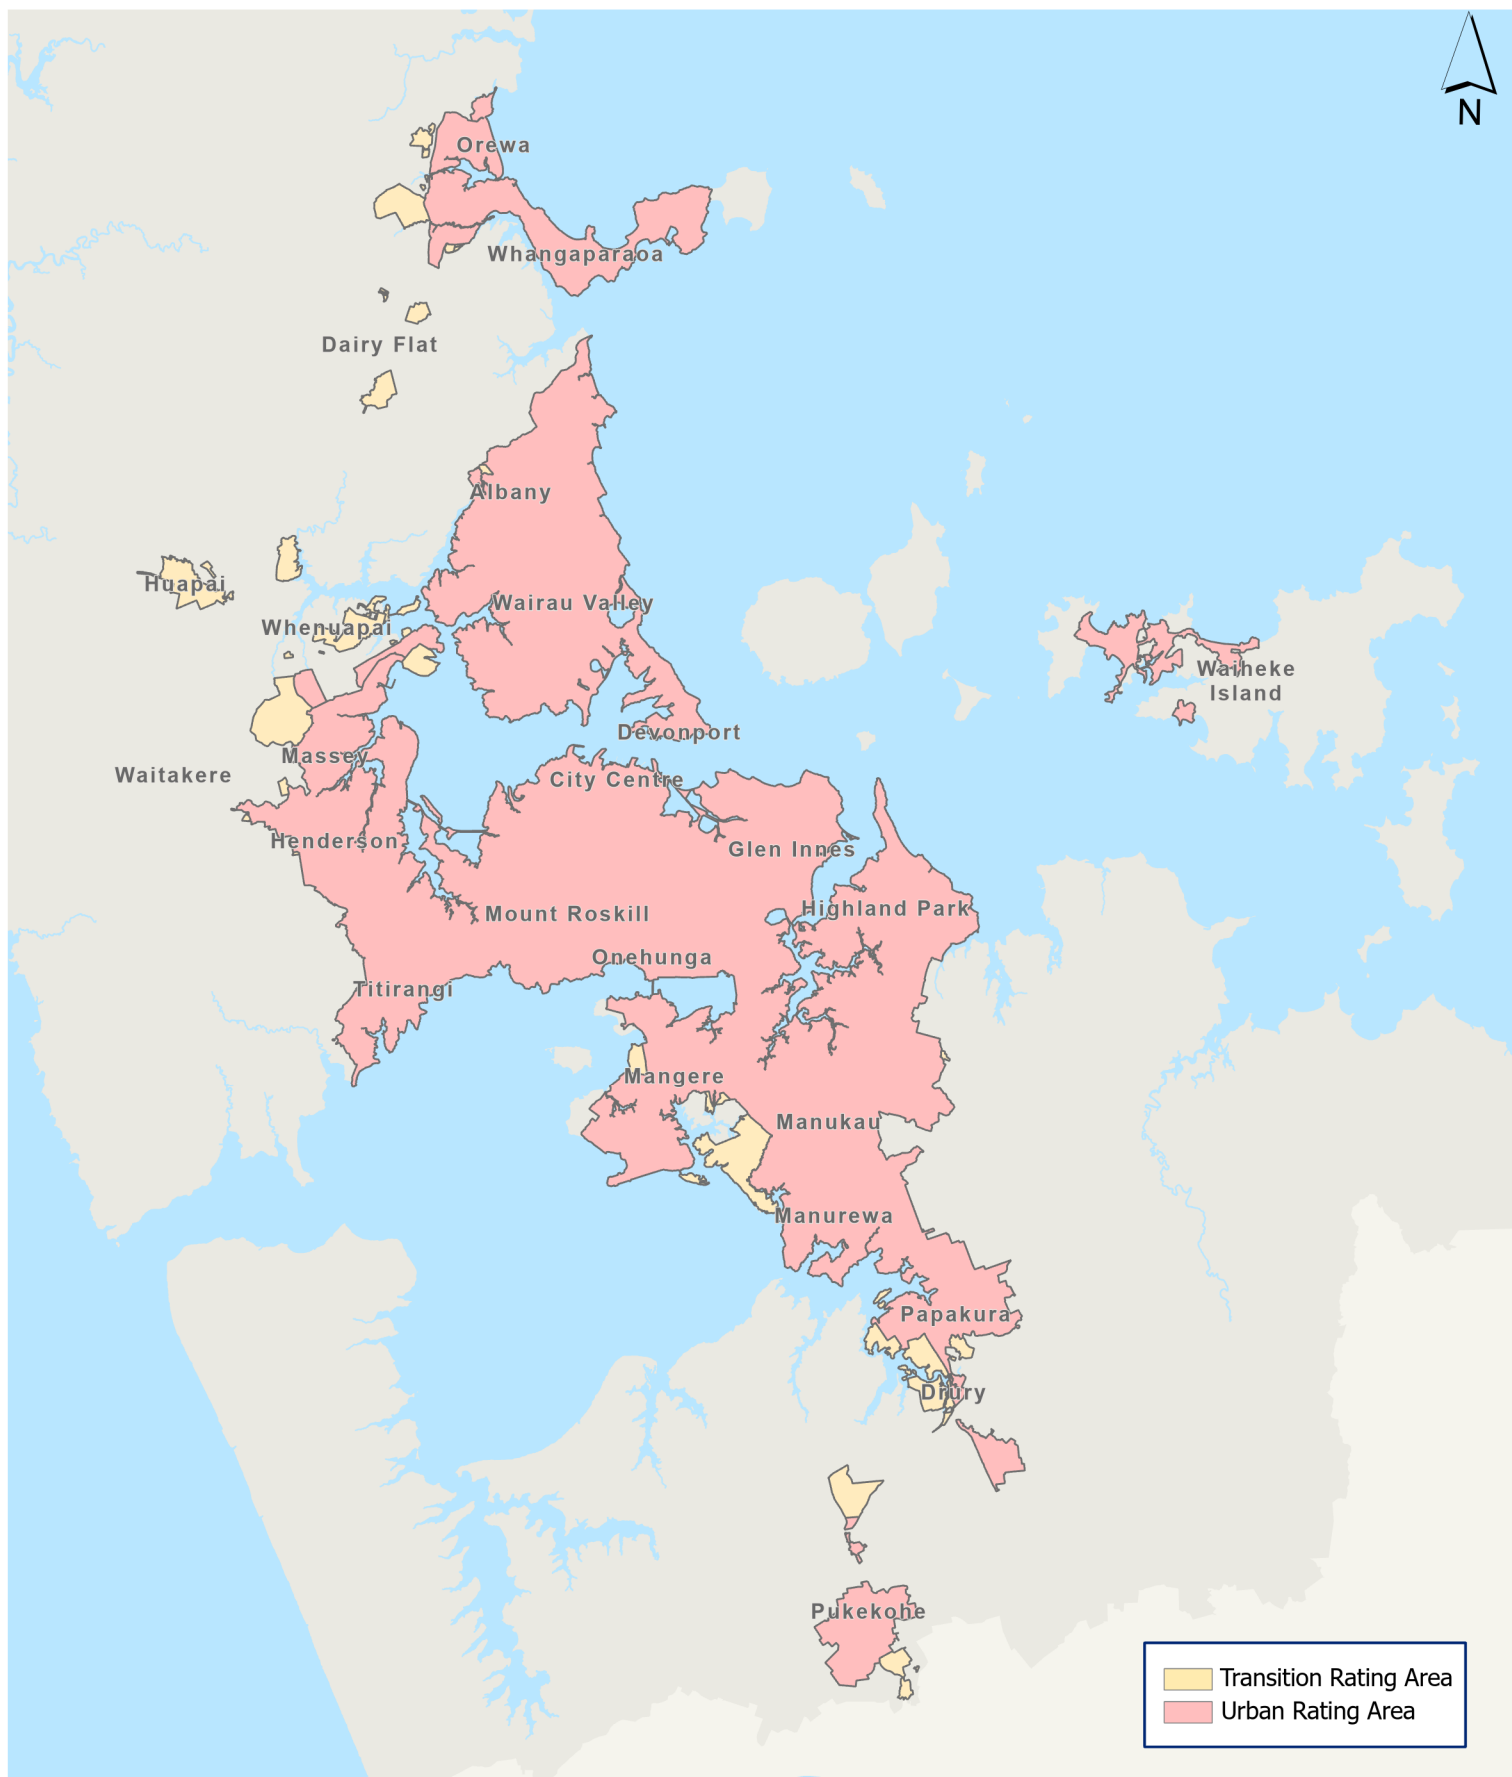 N
Orewa
Whangaparaoa
Dairy Flat
Albany
Huapai
Wairau Valley
Whenuapai
Waiheke
Island
Devonport
Massey
Waitakere
City Centre
Henderson
Glen Innes
Highland Park
Mount Roskill
Onehunga
Titirangi
Mangere
Manukau
Manurewa
Papakura
Drury
Pukekohe
Transition Rating Area
Urban Rating Area